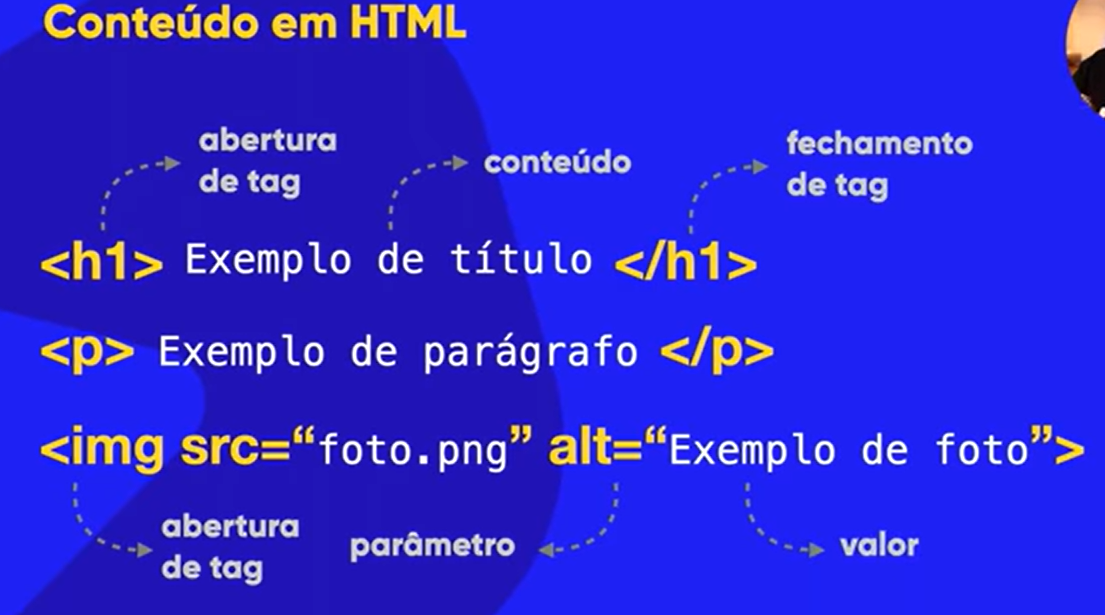 Conteúdo em HTML
abertura
de tag
conteúdo
fechamento
de tag
<h1> Exemplo de título </h1>
<p> Exemplo de parágrafo </p>
<img src=“foto.png” alt=“Exemplo de foto”>
abertura
de tag
parâmetro
valor